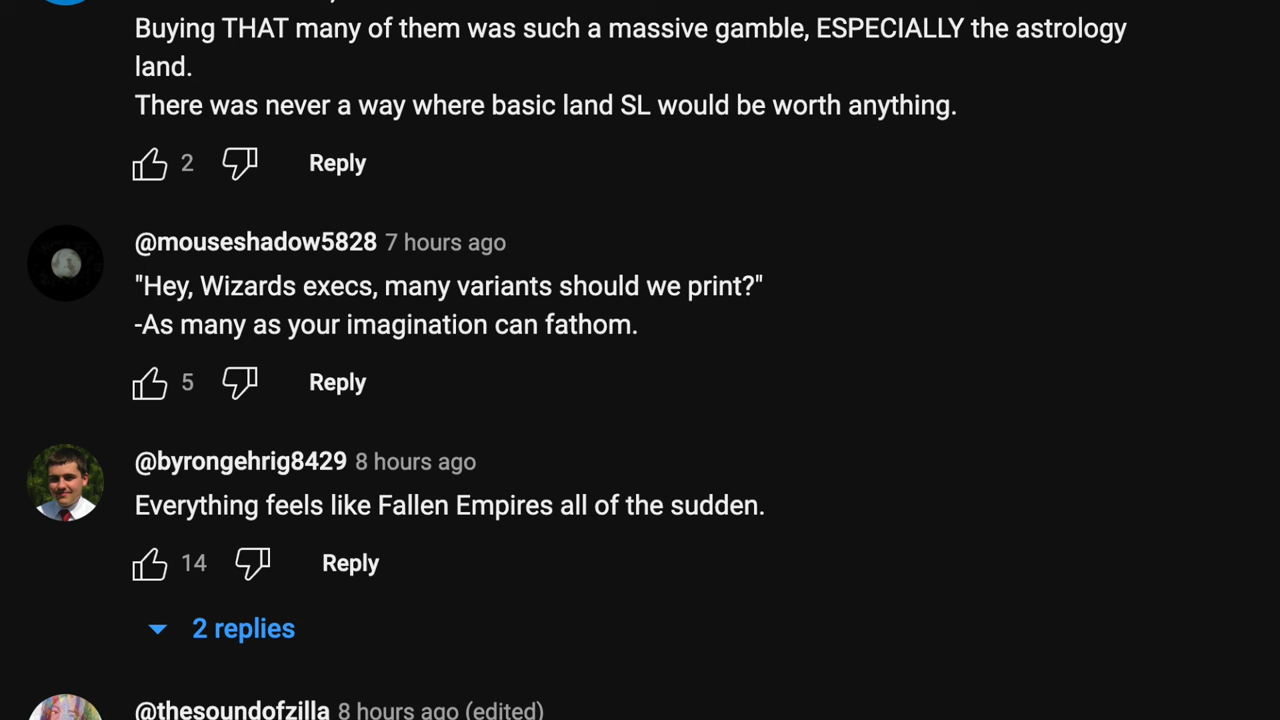 Buying THAT many of them was such a massive gamble, ESPECIALLY the astrology
land.
There was never a way where basic land SL would be worth anything.
2 Reply
@mouseshadow5828 7 hours ago
"Hey, Wizards execs, many variants should we print?"
-As many as your imagination can fathom.
5 Reply
@byrongehrig8429 8 hours ago
Everything feels like Fallen Empires all of the sudden.
14 Reply
2 replies
@thesoundofzilla 8 hours ago (edited)